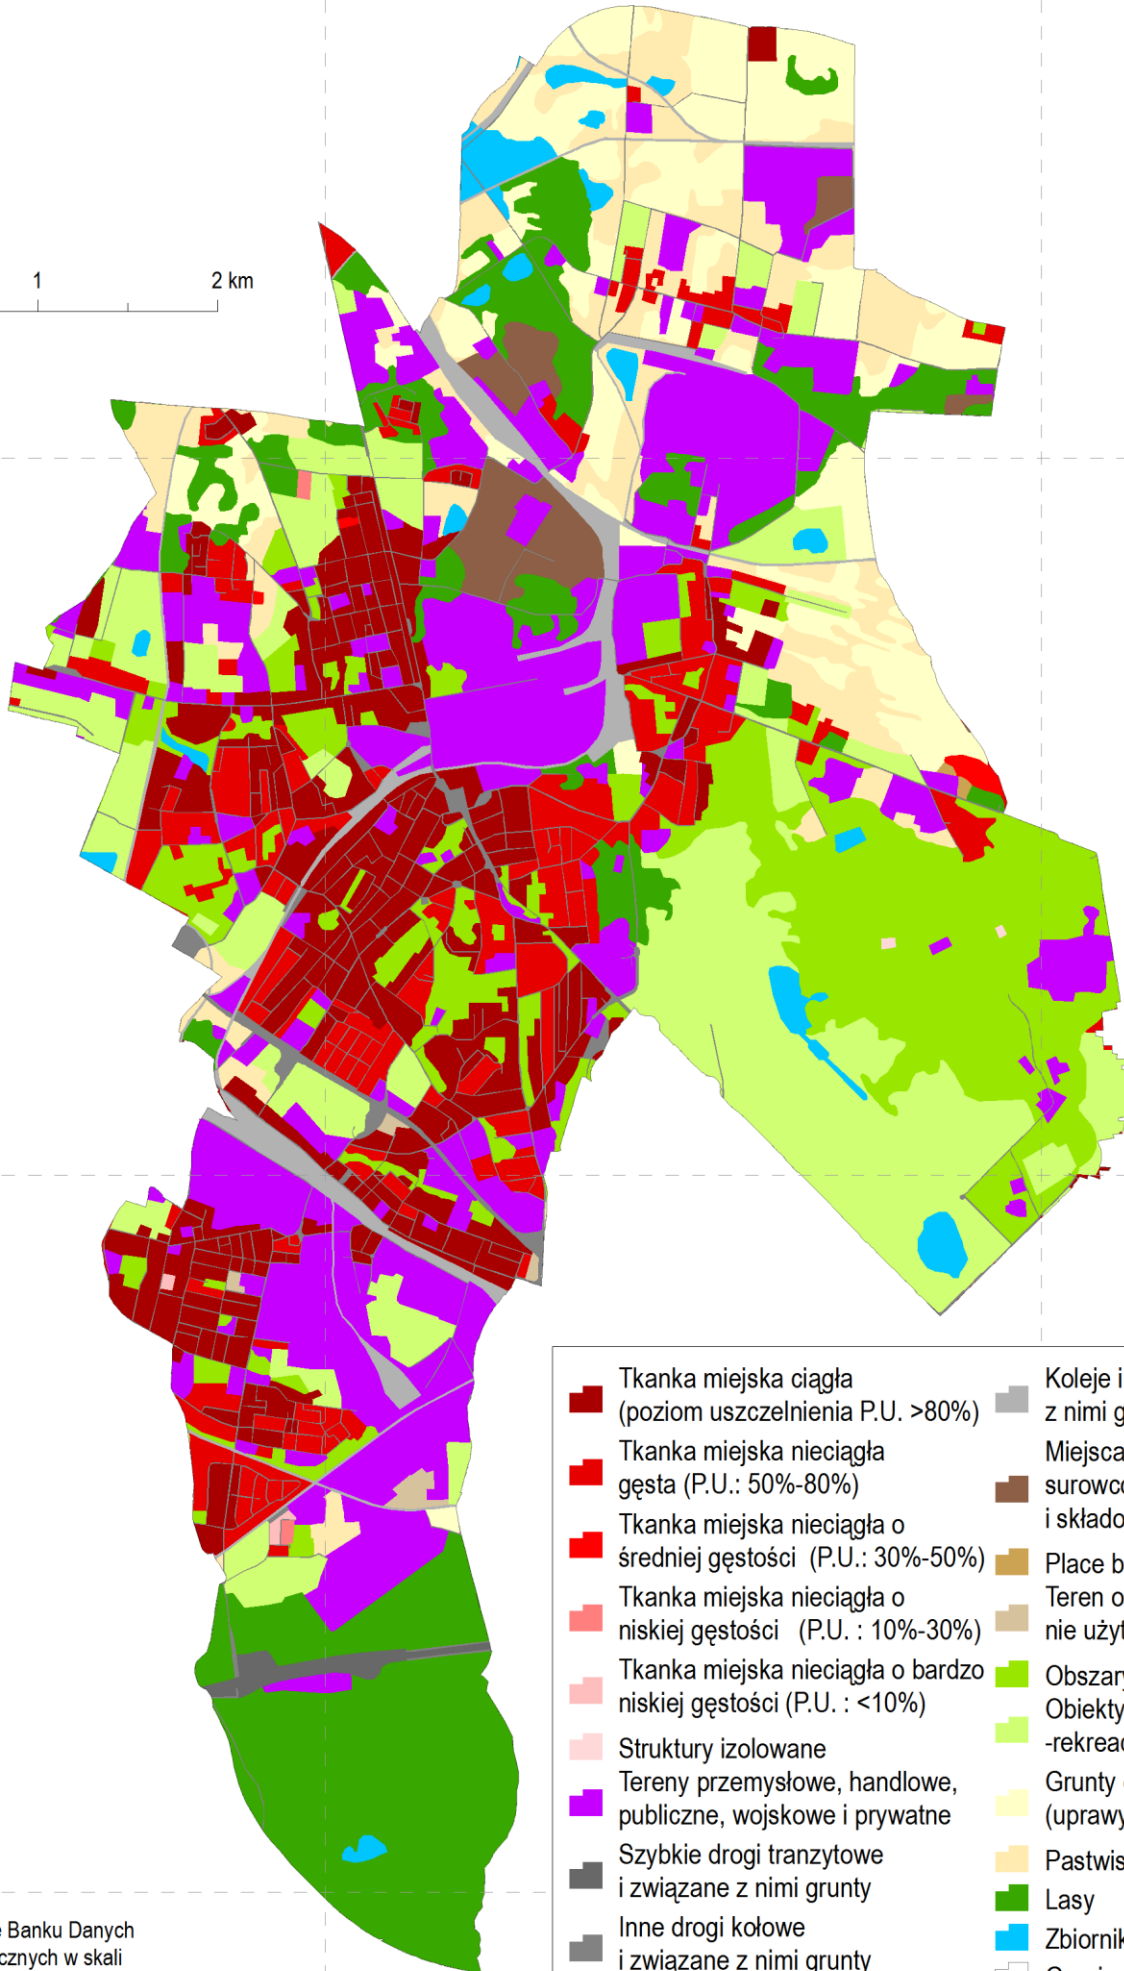 1
2 km
Tkanka miejska ciągła
(poziom uszczelnienia P.U. >80%)
Tkanka miejska nieciągła
gęsta (P.U.: 50%-80%)
Tkanka miejska nieciągła o
średniej gęstości (P.U.: 30%-50%)
Tkanka miejska nieciągła o
niskiej gęstości (P.U. : 10%-30%)
Tkanka miejska nieciągła o bardzo
niskiej gęstości (P.U. : <10%)
Struktury izolowane
Tereny przemysłowe, handlowe,
publiczne, wojskowe i prywatne
Szybkie drogi tranzytowe
i związane z nimi grunty
Inne drogi kołowe
i związane z nimi grunty
Koleje i
z nimi g
Miejsca
surowc
i składo
Place b
Teren o
nie użyt
Obszary
Obiekty
-rekreac
Grunty
(uprawy
Pastwis
Lasy
Zbiornik
e Banku Danych
cznych w skali